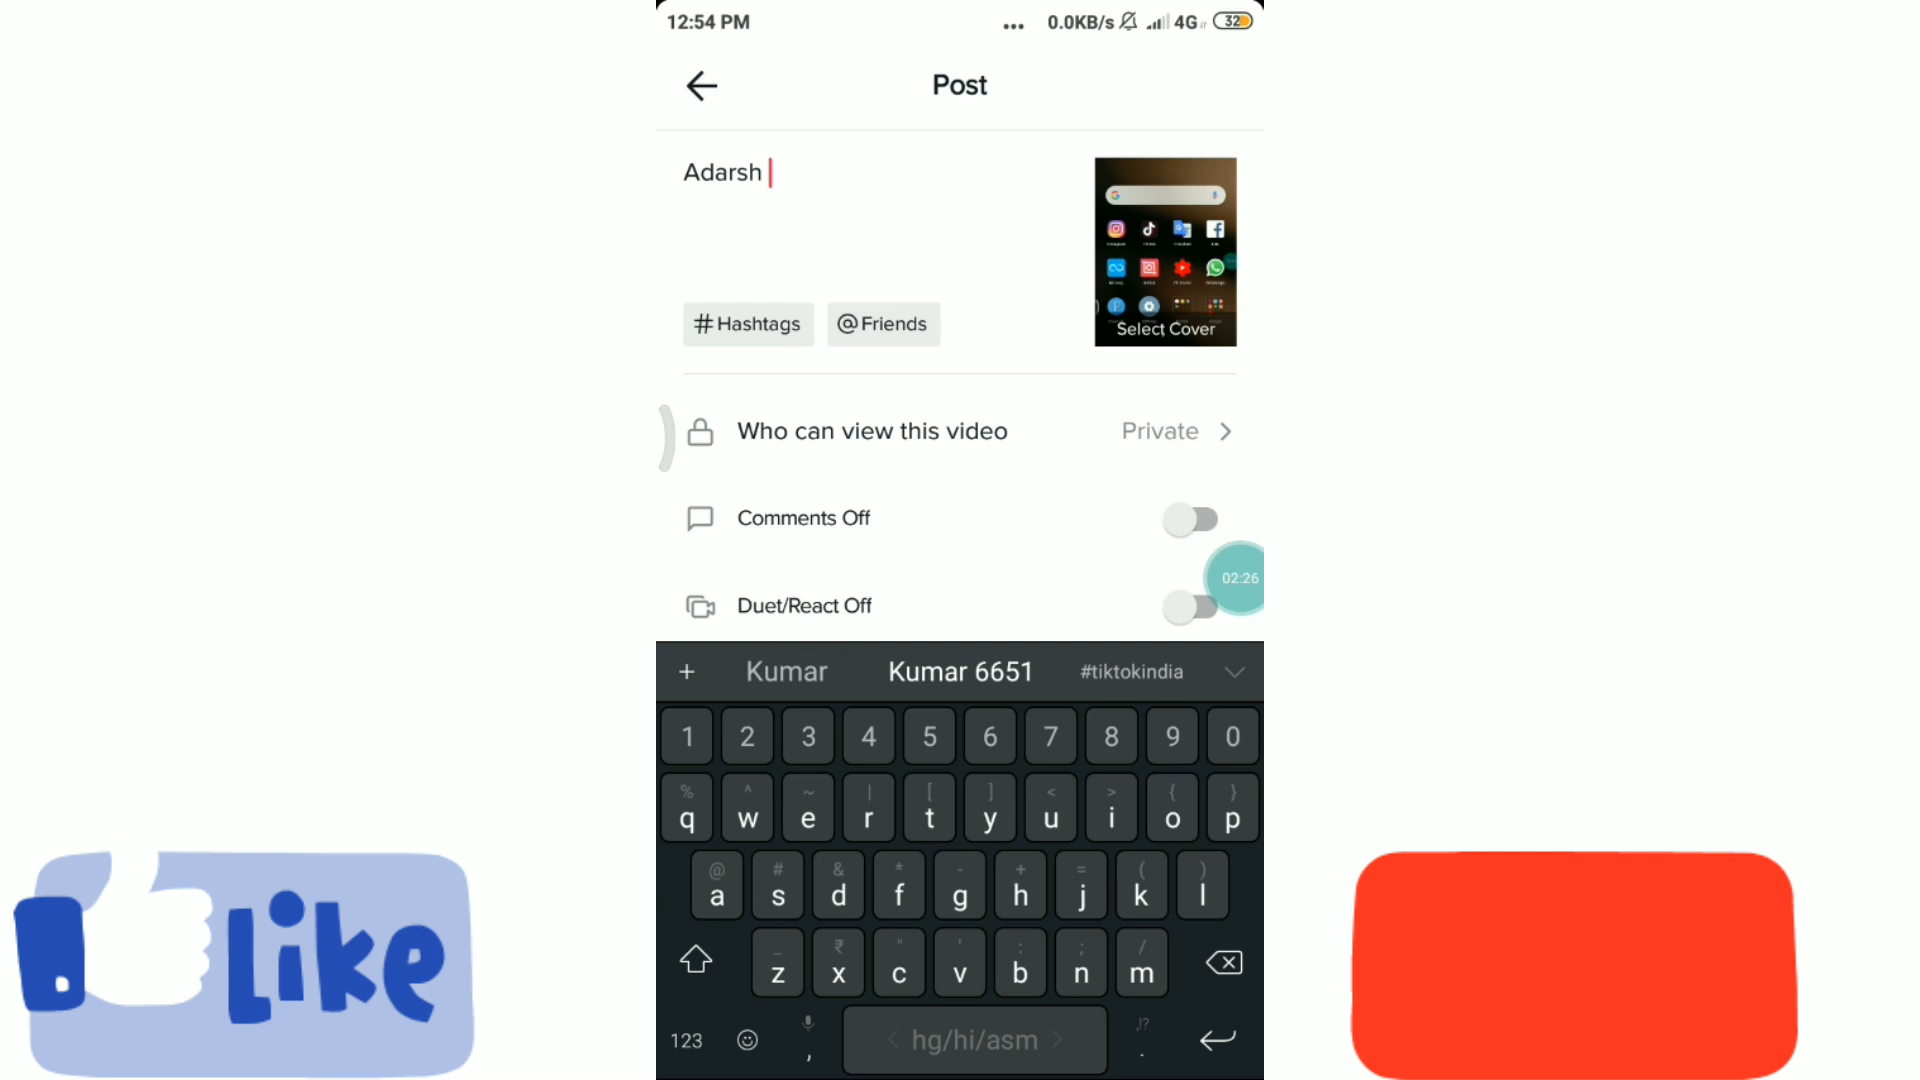 12:54 PM ... 0.0KB/s 4G 32
Post
Adarsh
Select Cover
#Hashtags @Friends
Who can view this video Private
Comments Off
02:26
Duet/React Off
+ Kumar Kumar 6651 #tiktokindia
1 2 3 4 5 6 7 8 9 0
% ^ ~ | [ ] < > { }
q w e r t y u i o p
@ # & * - + = ( )
a s d f g h j k l
_ ₹ " ' : ; /
z x c v b n m
123 , < hg/hi/asm > ,!? .
Like